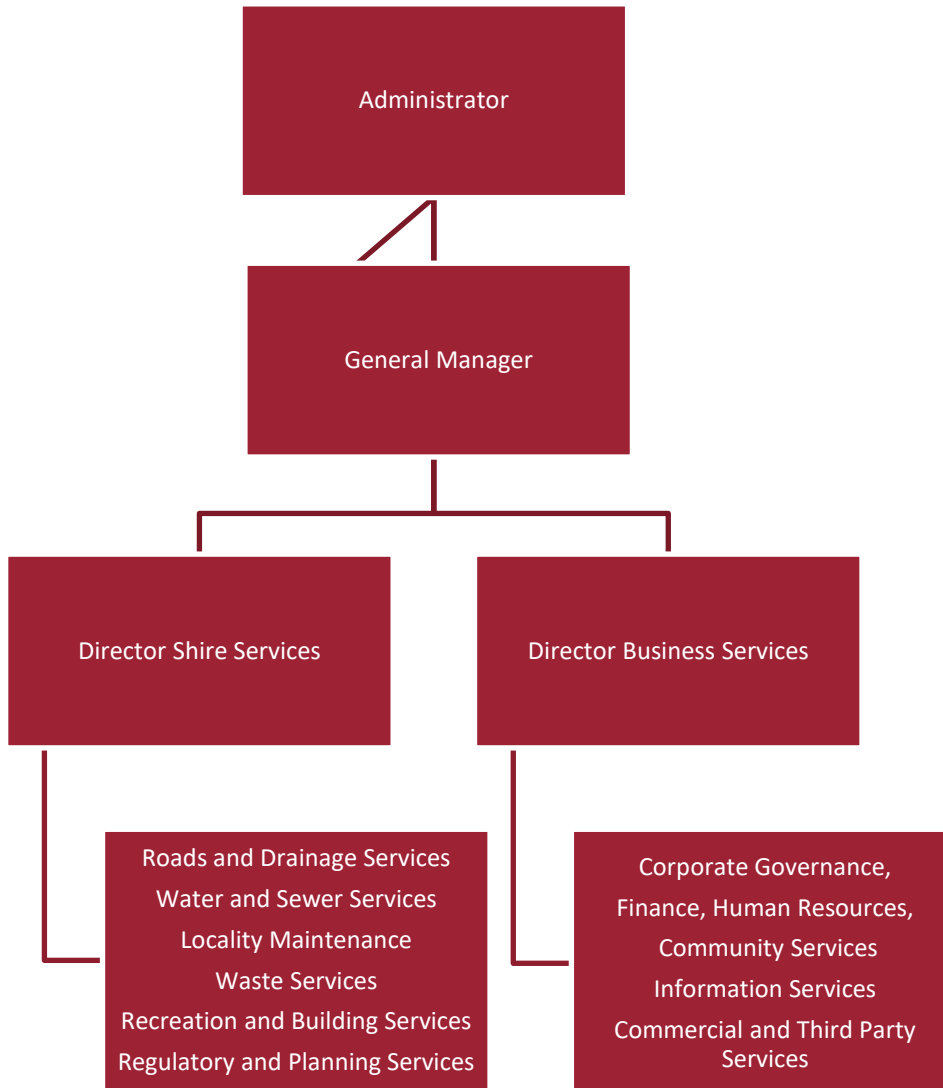 Administrator
General Manager
Director Shire Services
Director Business Services
Roads and Drainage Services
Water and Sewer Services
Locality Maintenance
Waste Services
Recreation and Building Services
Regulatory and Planning Services
Corporate Governance,
Finance, Human Resources,
Community Services
Information Services
Commercial and Third Party
Services